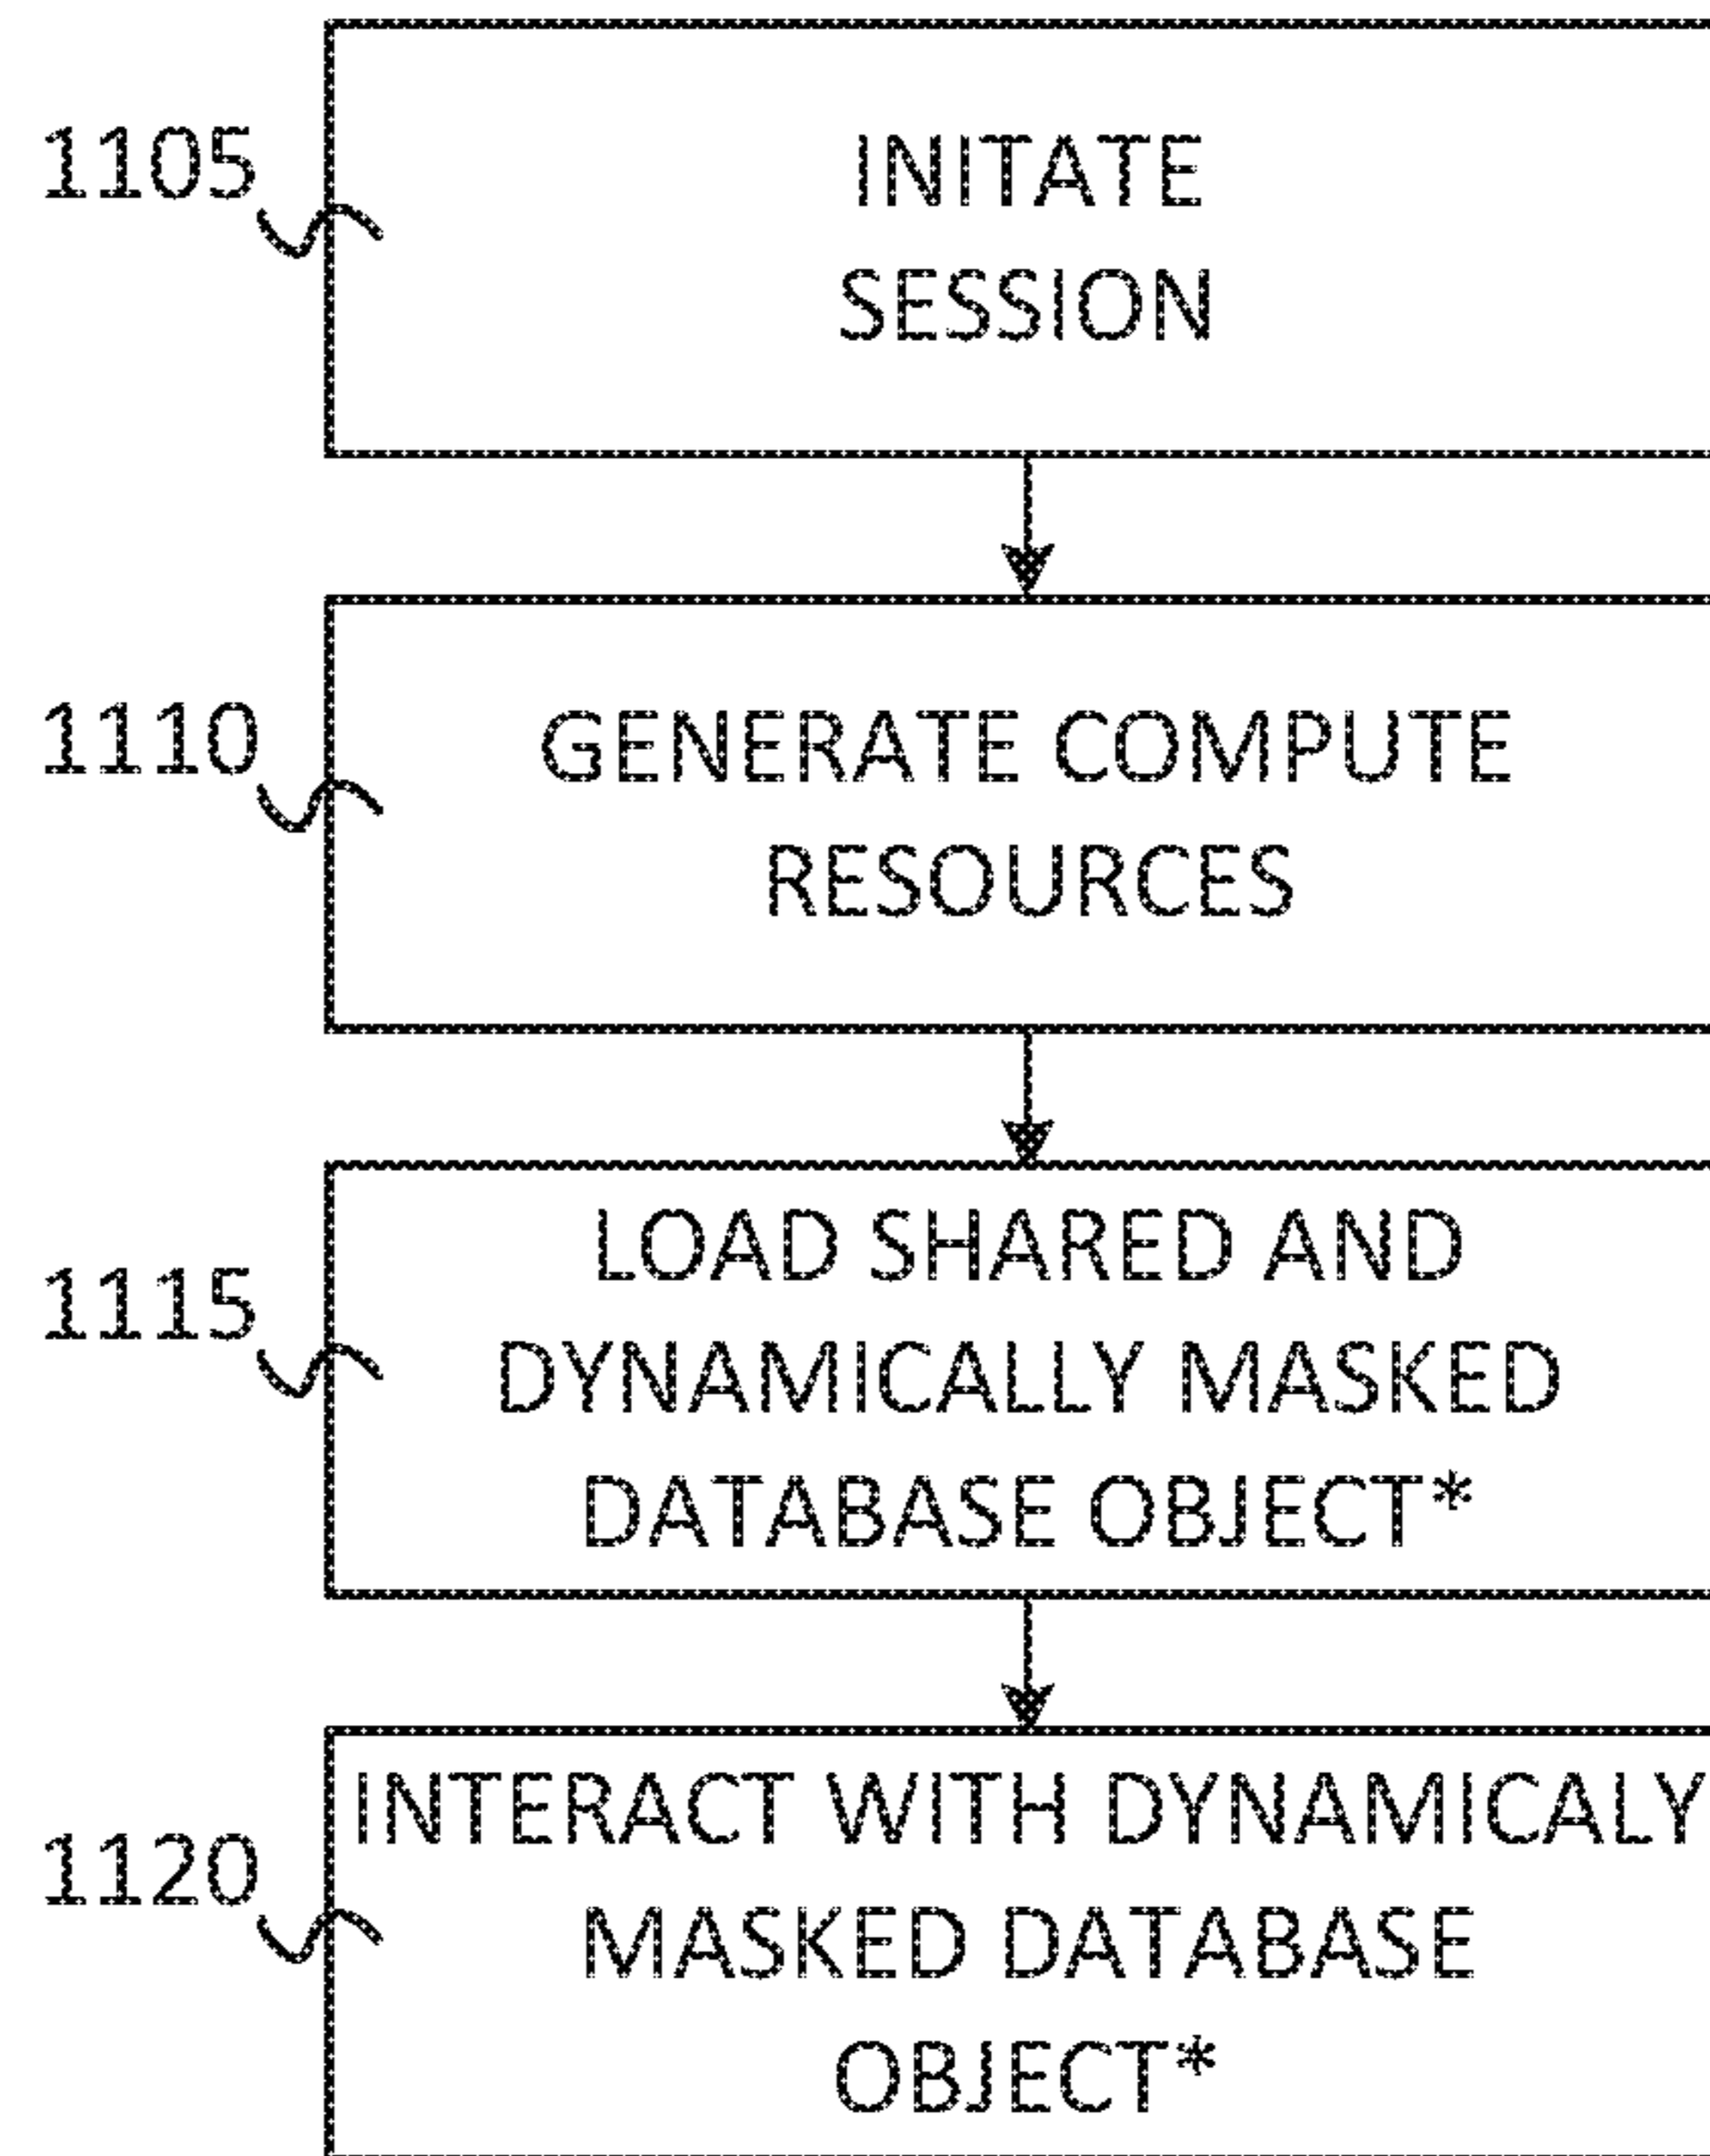 1105
INITATE
SESSION
1110
GENERATE COMPUTE
RESOURCES
1115
LOAD SHARED AND
DYNAMICALLY MASKED
DATABASE OBJECT*
1120
INTERACT WITH DYNAMICALY
MASKED DATABASE
OBJECT*